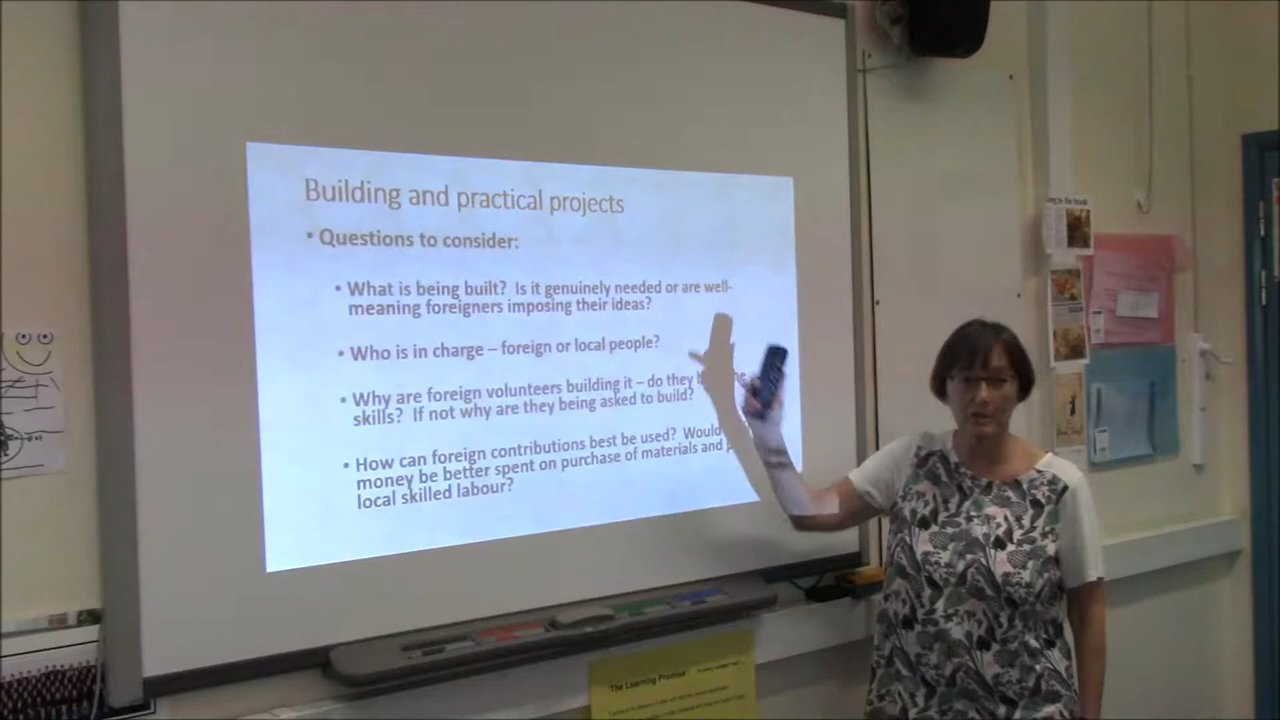 Building and practical projects
• Questions to consider:
• What is being built? Is it genuinely needed or are well-
meaning foreigners imposing their ideas?
• Who is in charge – foreign or local people?
• Why are foreign volunteers building it – do they
skills? If not why are they being asked to build?
• How can foreign contributions best be used? Would
money be better spent on purchase of materials and
local skilled labour?
The Learning Promise